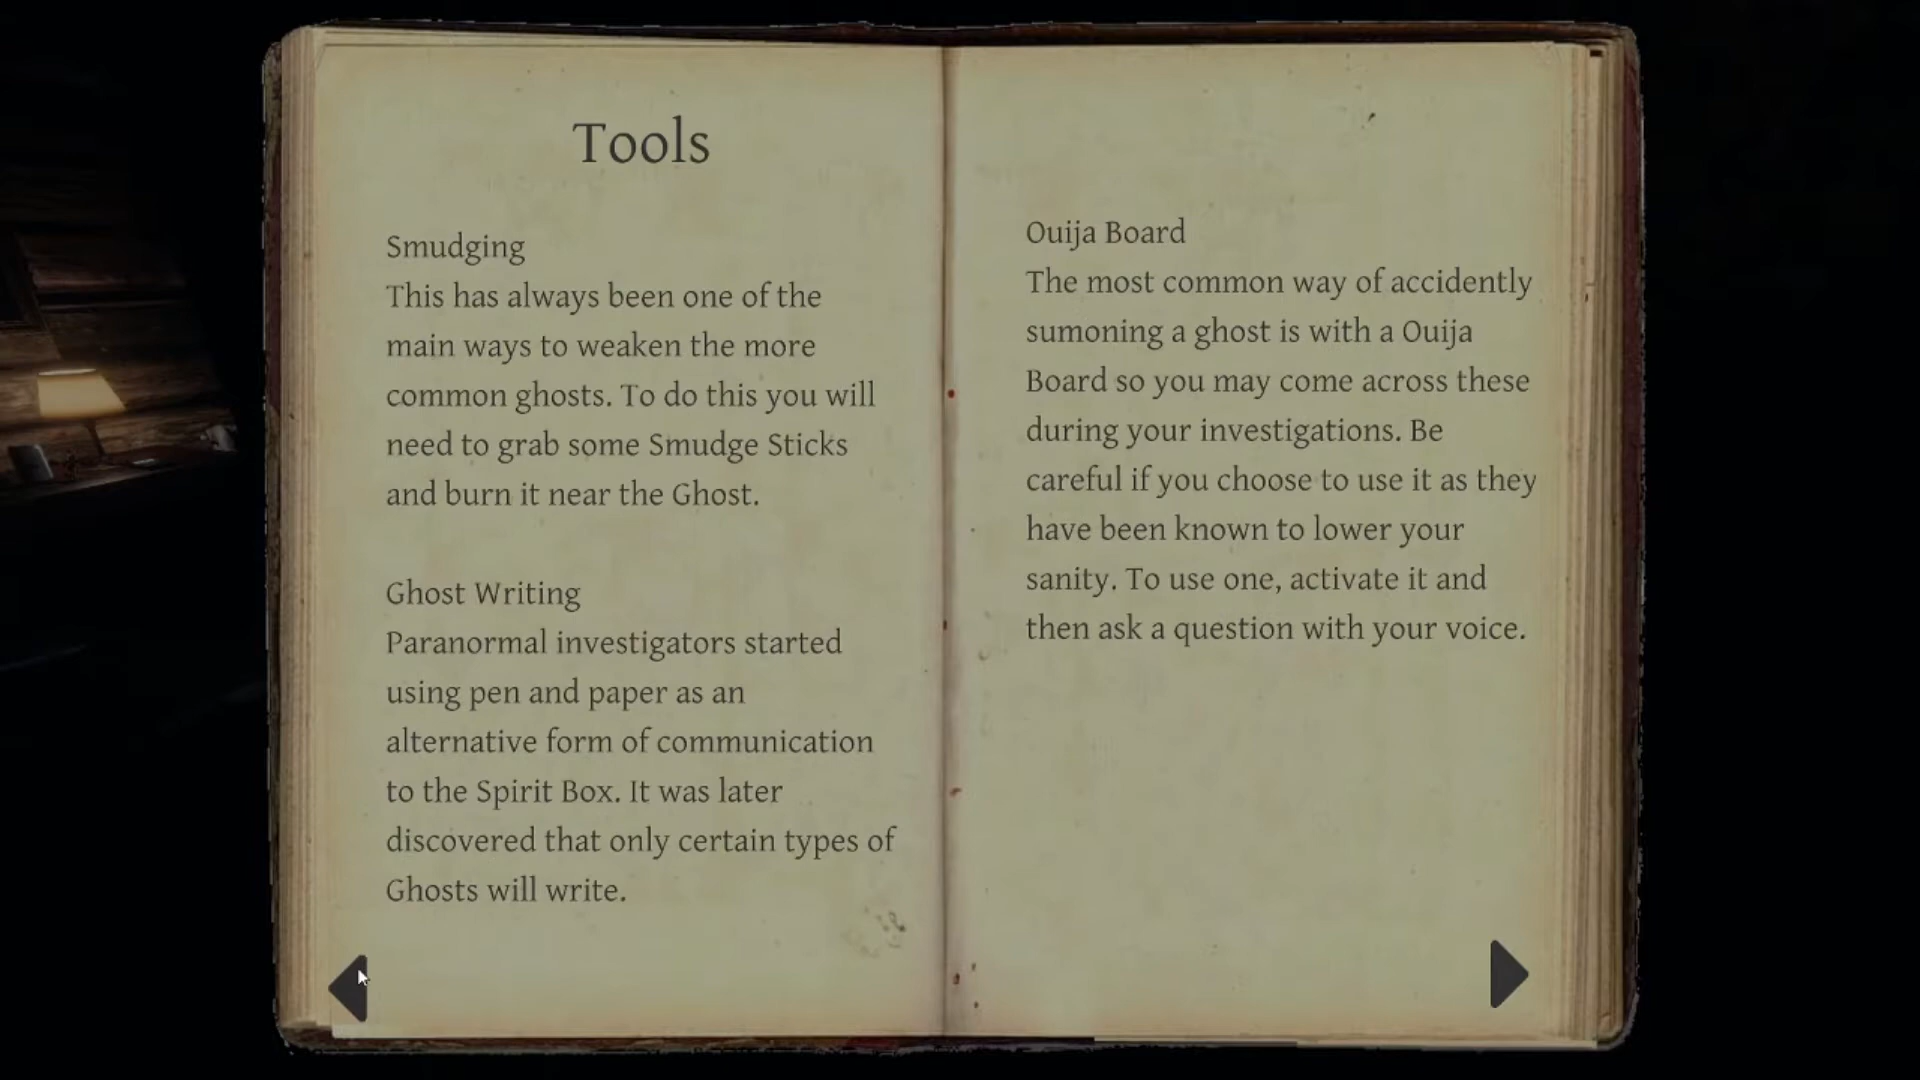 Tools
Smudging
This has always been one of the
main ways to weaken the more
common ghosts. To do this you will
need to grab some Smudge Sticks
and burn it near the Ghost.
Ghost Writing
Paranormal investigators started
using pen and paper as an
alternative form of communication
to the Spirit Box. It was later
discovered that only certain types of
Ghosts will write.
Ouija Board
The most common way of accidently
sumoning a ghost is with a Ouija
Board so you may come across these
during your investigations. Be
careful if you choose to use it as they
have been known to lower your
sanity. To use one, activate it and
then ask a question with your voice.